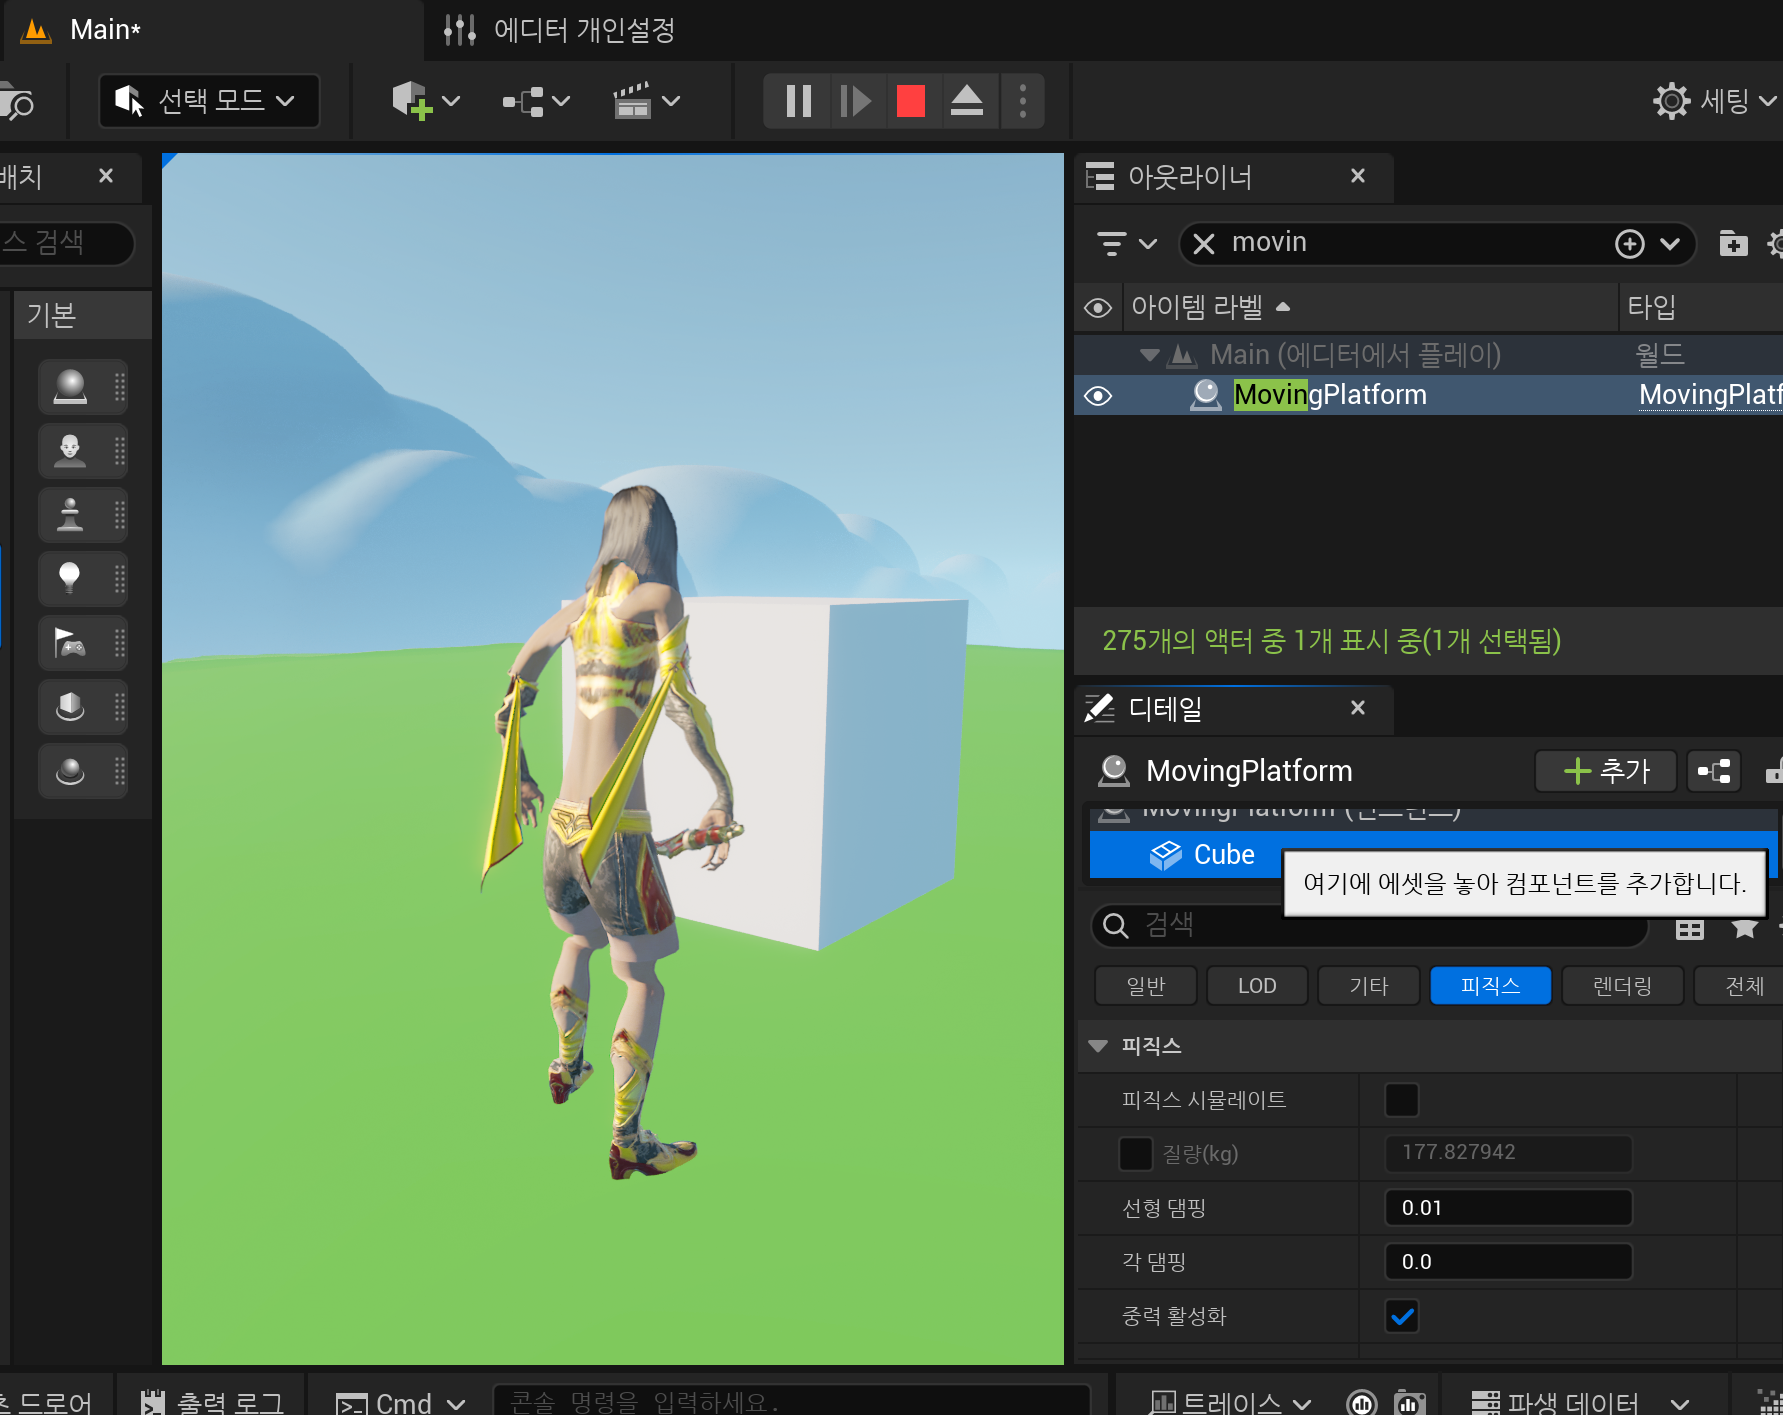 Main*
에디터 개인설정
선택 모드
세팅
배치
아웃라이너
스 검색
movin
기본
아이템 라벨
타입
Main (에디터에서 플레이)
월드
MovingPlatform
MovingPlatf
275개의 액터 중 1개 표시 중(1개 선택됨)
디테일
MovingPlatform
추가
MovingPlatform (인스턴스)
Cube
여기에 에셋을 놓아 컴포넌트를 추가합니다.
검색
일반
LOD
기타
피직스
렌더링
전체
피직스
피직스 시뮬레이트
질량(kg)
177.827942
선형 댐핑
0.01
각 댐핑
0.0
중력 활성화
드로어
출력 로그
Cmd
콘솔 명령을 입력하세요.
트레이스
파생 데이터